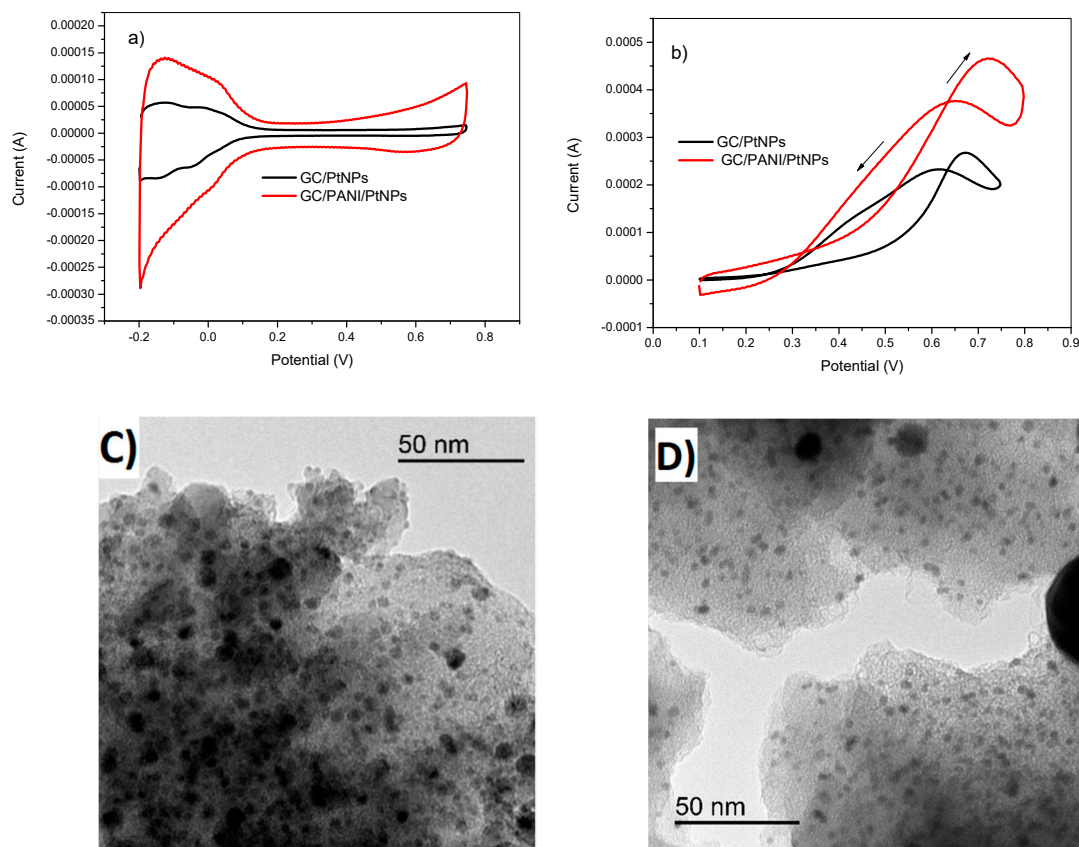 a)
0.00020
0.00015
0.00010
0.00005
0.00000
-0.00005
-0.00010
-0.00015
-0.00020
-0.00025
-0.00030
-0.00035
Current (A)
GC/PtNPs
GC/PANI/PtNPs
-0.2 0.0 0.2 0.4 0.6 0.8
Potential (V)
b)
0.0005
0.0004
0.0003
0.0002
0.0001
0.0000
-0.0001
Current (A)
GC/PtNPs
GC/PANI/PtNPs
0.0 0.1 0.2 0.3 0.4 0.5 0.6 0.7 0.8 0.9
Potential (V)
C)
50 nm
D)
50 nm